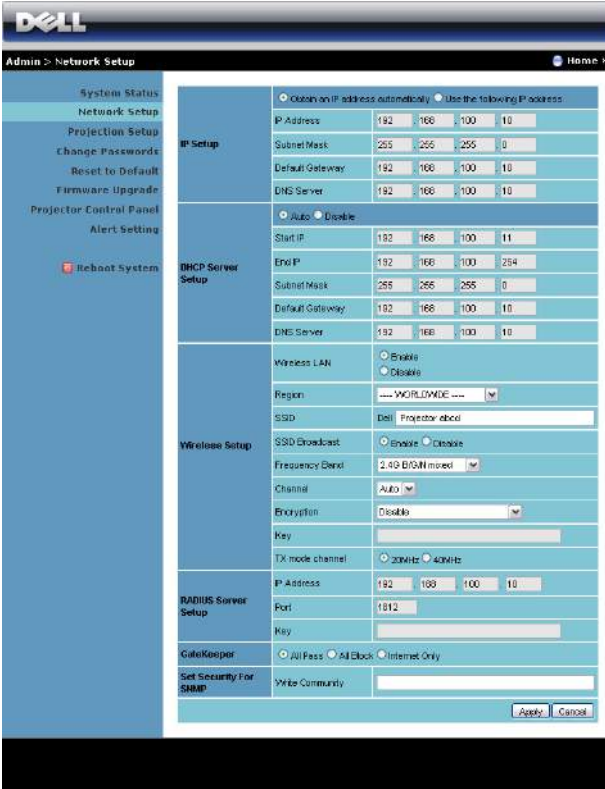 DELL
Admin > Network Setup
Home
System Status
Network Setup
Projection Setup
Change Passwords
Reset to Default
Firmware Upgrade
Projector Control Panel
Alert Setting
Reboot System
IP Setup
Obtain an IP address automatically Use the following IP address
IP Address 192 . 168 . 100 . 10
Subnet Mask 255 . 255 . 255 . 0
Default Gateway 192 . 168 . 100 . 10
DNS Server 192 . 168 . 100 . 10
DHCP Server Setup
Auto Disable
Start IP 192 . 168 . 100 . 11
End IP 192 . 168 . 100 . 254
Subnet Mask 255 . 255 . 255 . 0
Default Gateway 192 . 168 . 100 . 10
DNS Server 192 . 168 . 100 . 10
Wireless Setup
Wireless LAN Enable
Disable
Region ---- WORLDWIDE ----
SSID Dell Projector abcd
SSID Broadcast Enable Disable
Frequency Band 2.4G B/G/N mixed
Channel Auto
Encryption Disable
Key
TX mode channel 20MHz 40MHz
RADIUS Server Setup
IP Address 192 . 168 . 100 . 10
Port 1812
Key
GateKeeper All Pass All Block Internet Only
Set Security For SNMP Write Community
Apply Cancel